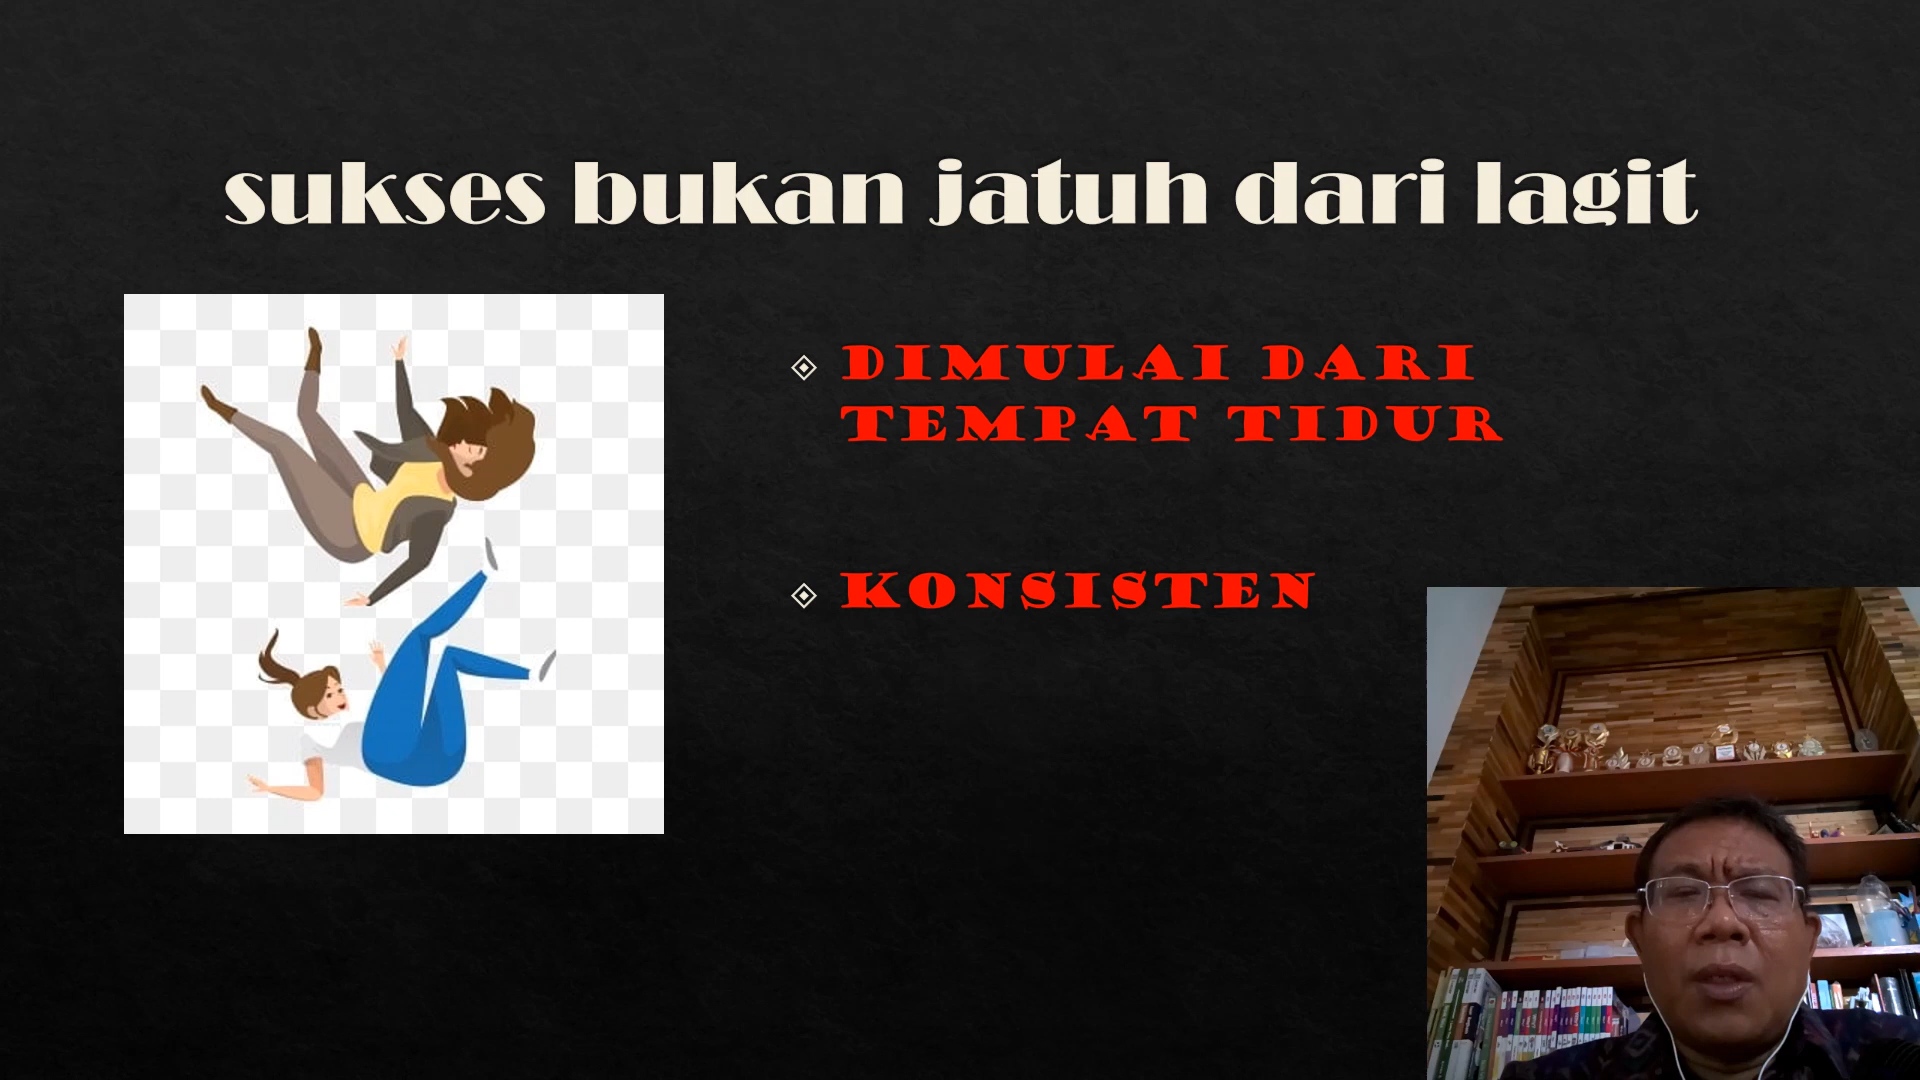 sukses bukan jatuh dari lagit
DIMULAI DARI
TEMPAT TIDUR
KONSISTEN